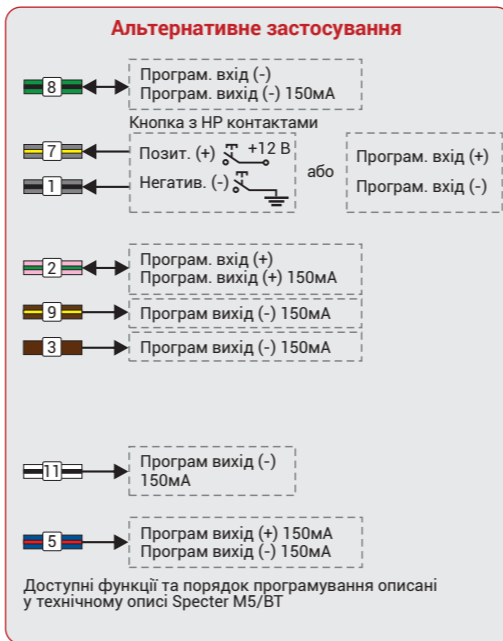 Альтернативне застосування
8
Програм. вхід (-)
Програм. вихід (-) 150мА
Кнопка з НР контактами
7
Позит. (+) +12 В
1
Негатив. (-)
або
Програм. вхід (+)
Програм. вхід (-)
2
Програм. вхід (+)
Програм. вихід (+) 150мА
9
Програм вихід (-) 150мА
3
Програм вихід (-) 150мА
11
Програм вихід (-)
150мА
5
Програм вихід (+) 150мА
Програм вихід (-) 150мА
Доступні функції та порядок програмування описані
у технічному описі Specter M5/BT